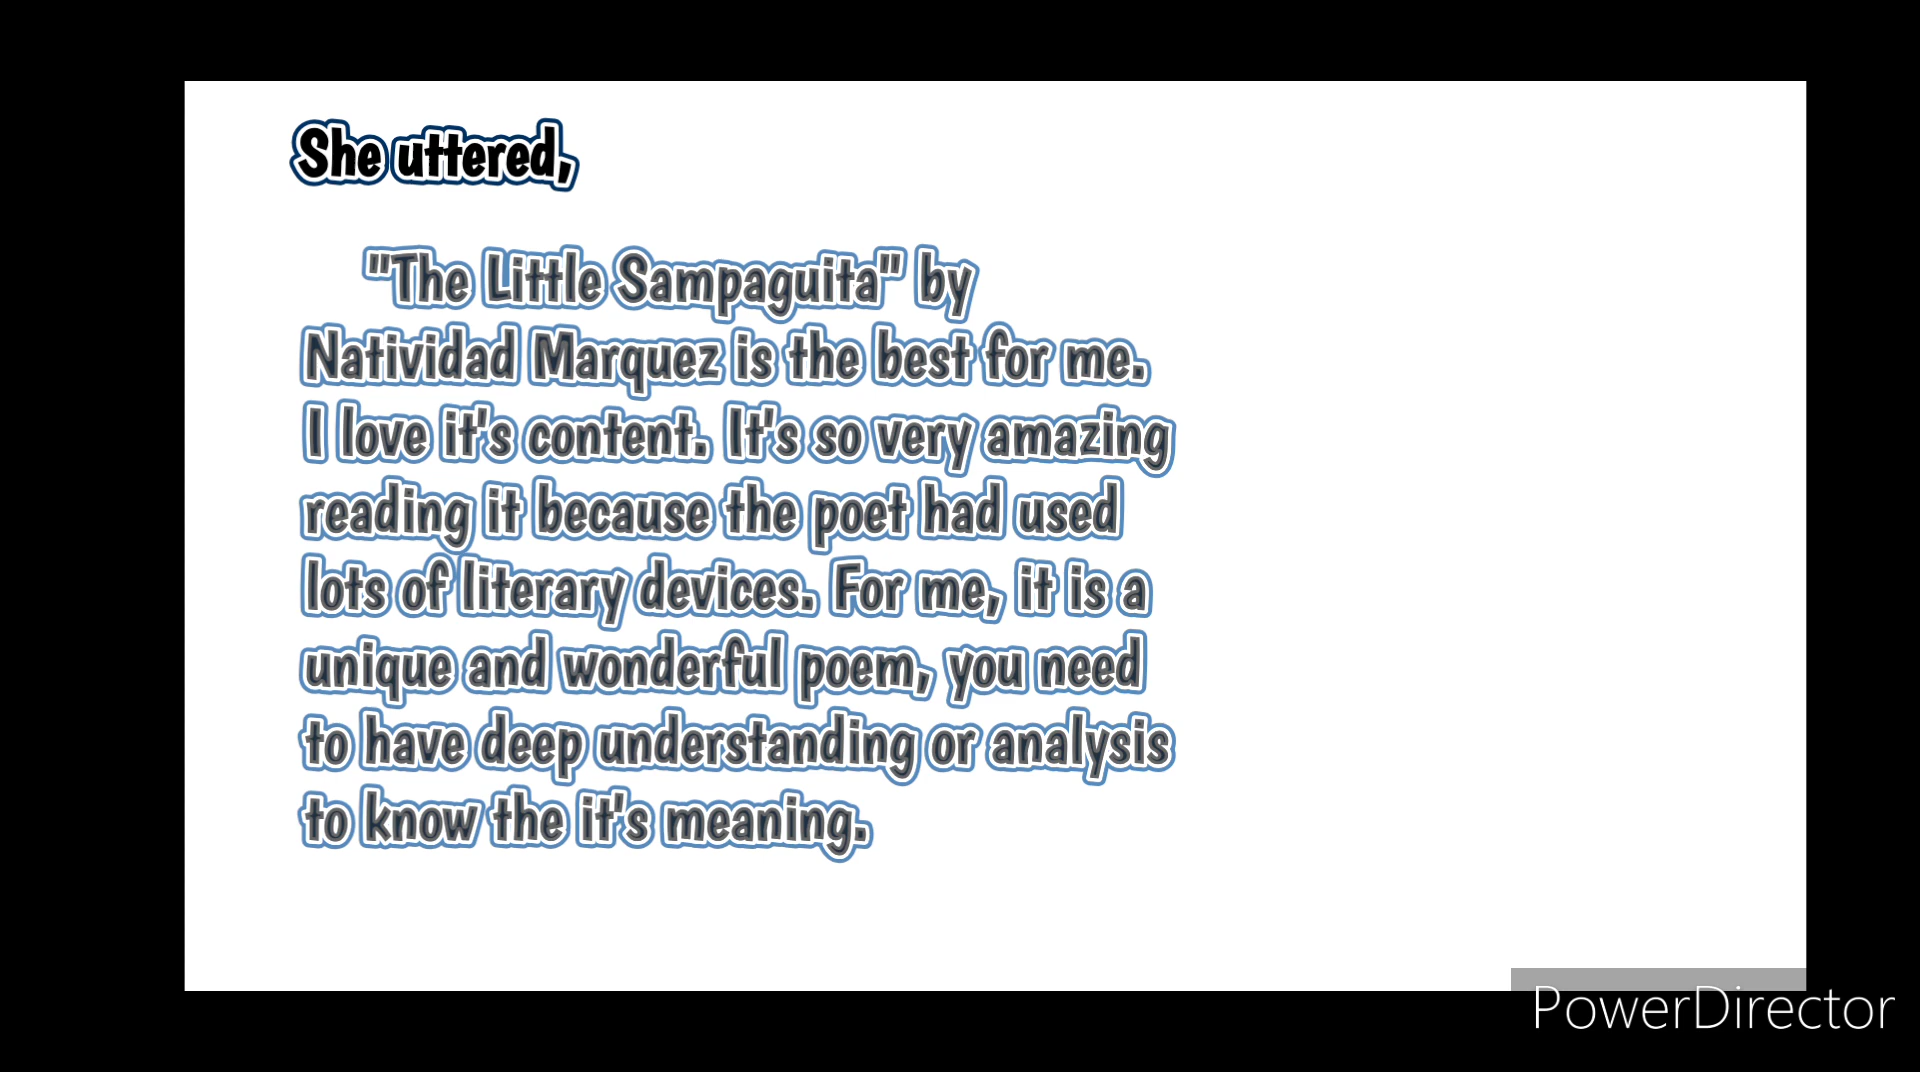 She uttered,
"The Little Sampaguita" by
Natividad Marquez is the best for me.
I love it's content. It's so very amazing
reading it because the poet had used
lots of literary devices. For me, it is a
unique and wonderful poem, you need
to have deep understanding or analysis
to know the it's meaning.
PowerDirector